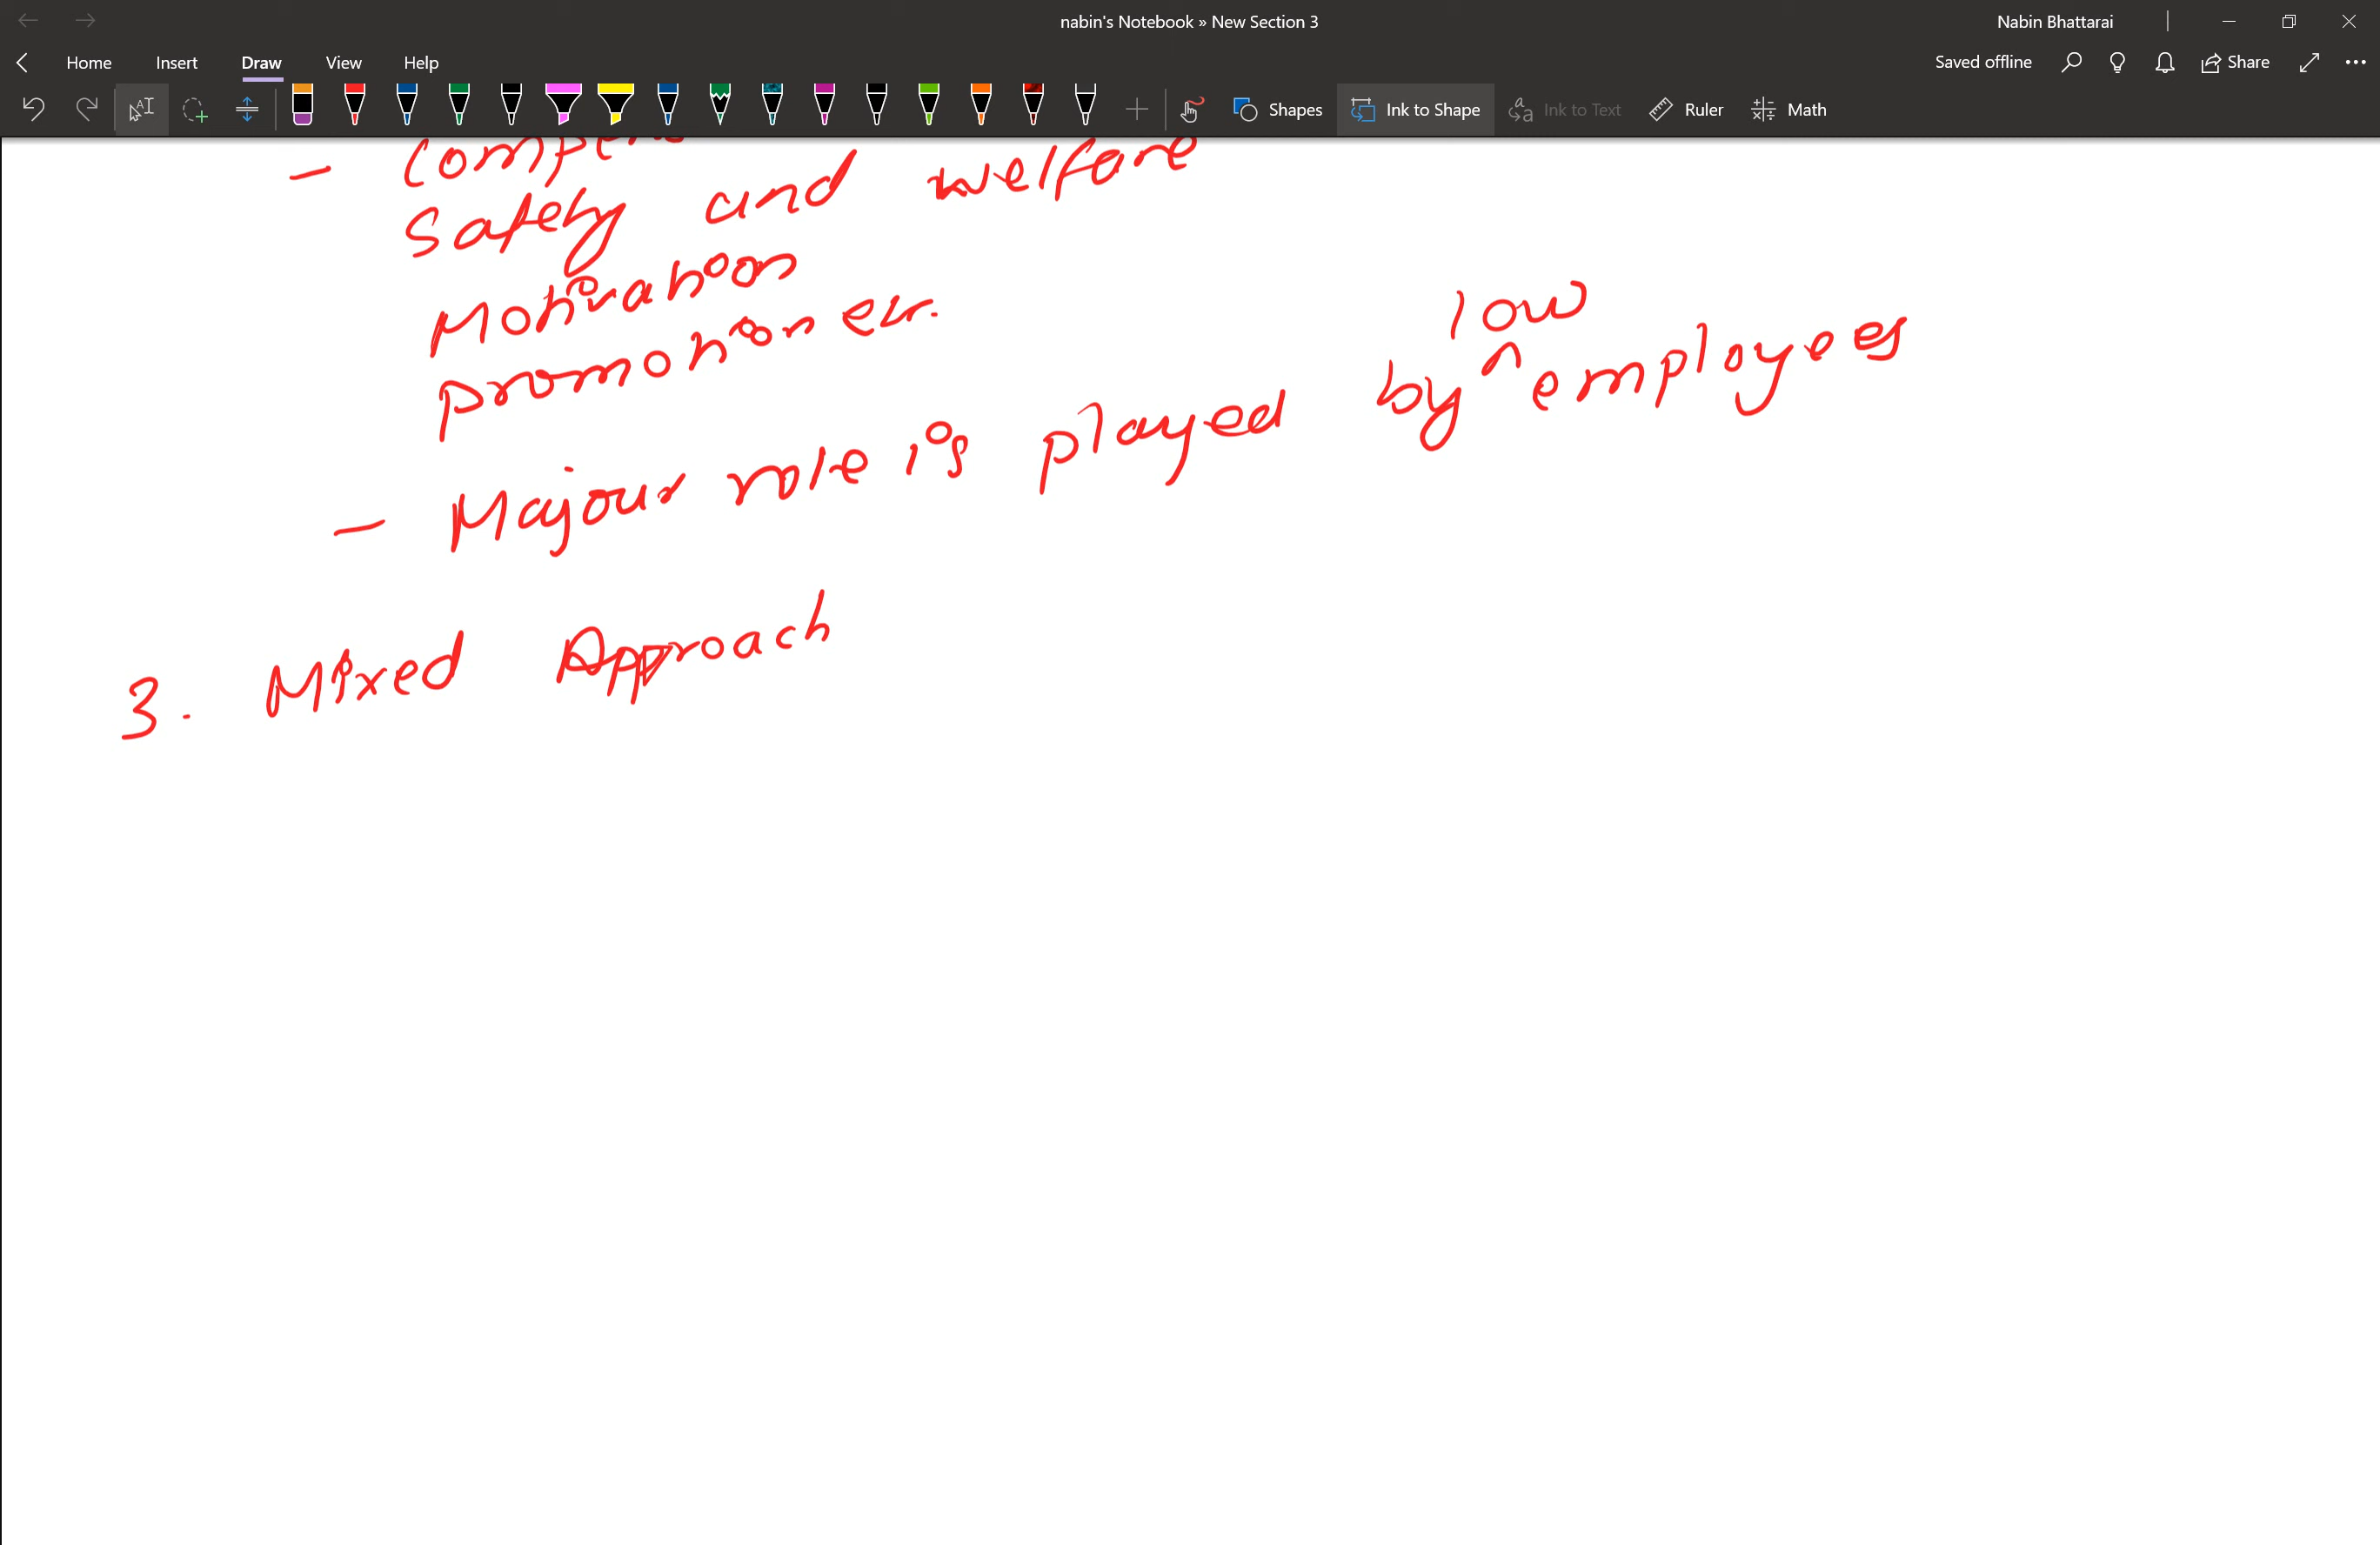 nabin's Notebook » New Section 3
Nabin Bhattarai
Home Insert Draw View Help
Saved offline
Share
Shapes
Ink to Shape
Ink to Text
Ruler
Math
-
safety and welfare
Motivation
promotion etc.
low
- Majour role is played by ^ employees
3. Mixed Approach